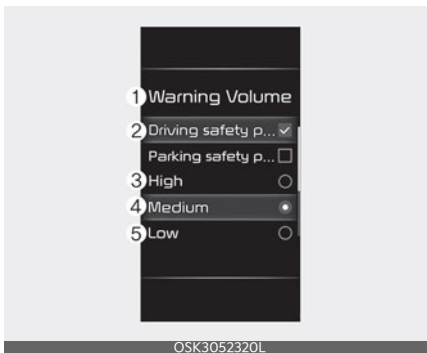 1 Warning Volume
2 Driving safety p... 
Parking safety p...
3 High
4 Medium
5 Low
OSK3052320L